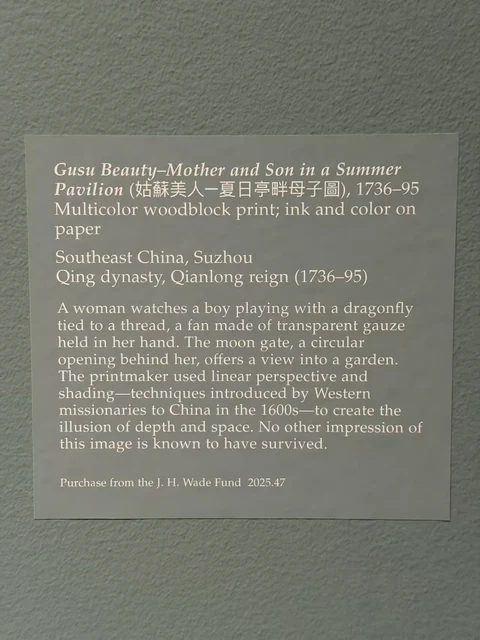 Gusu Beauty–Mother and Son in a Summer
Pavilion (姑蘇美人—夏日亭畔母子圖), 1736–95
Multicolor woodblock print; ink and color on
paper
Southeast China, Suzhou
Qing dynasty, Qianlong reign (1736–95)
A woman watches a boy playing with a dragonfly
tied to a thread, a fan made of transparent gauze
held in her hand. The moon gate, a circular
opening behind her, offers a view into a garden.
The printmaker used linear perspective and
shading—techniques introduced by Western
missionaries to China in the 1600s—to create the
illusion of depth and space. No other impression of
this image is known to have survived.
Purchase from the J. H. Wade Fund 2025.47